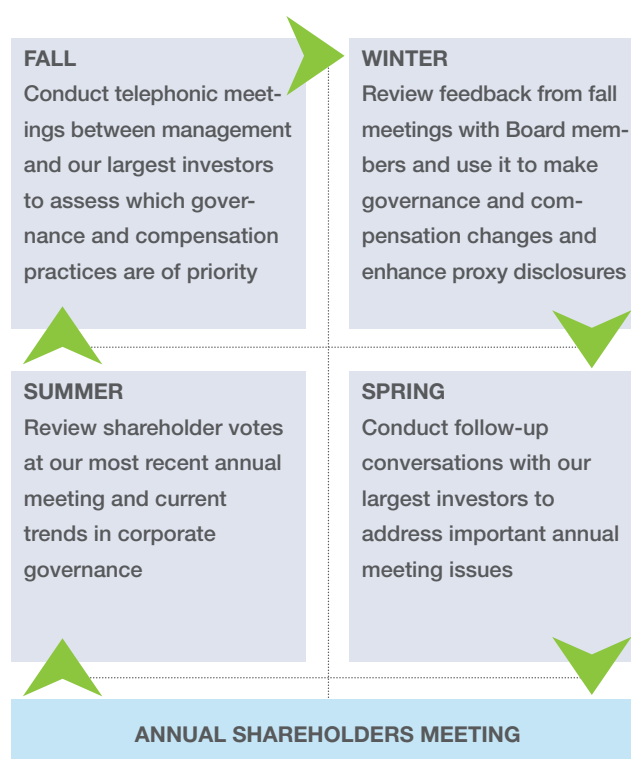 FALL
Conduct telephonic meet-
ings between management
and our largest investors
to assess which gover-
nance and compensation
practices are of priority
WINTER
Review feedback from fall
meetings with Board mem-
bers and use it to make
governance and com-
pensation changes and
enhance proxy disclosures
SUMMER
Review shareholder votes
at our most recent annual
meeting and current
trends in corporate
governance
SPRING
Conduct follow-up
conversations with our
largest investors to
address important annual
meeting issues
ANNUAL SHAREHOLDERS MEETING